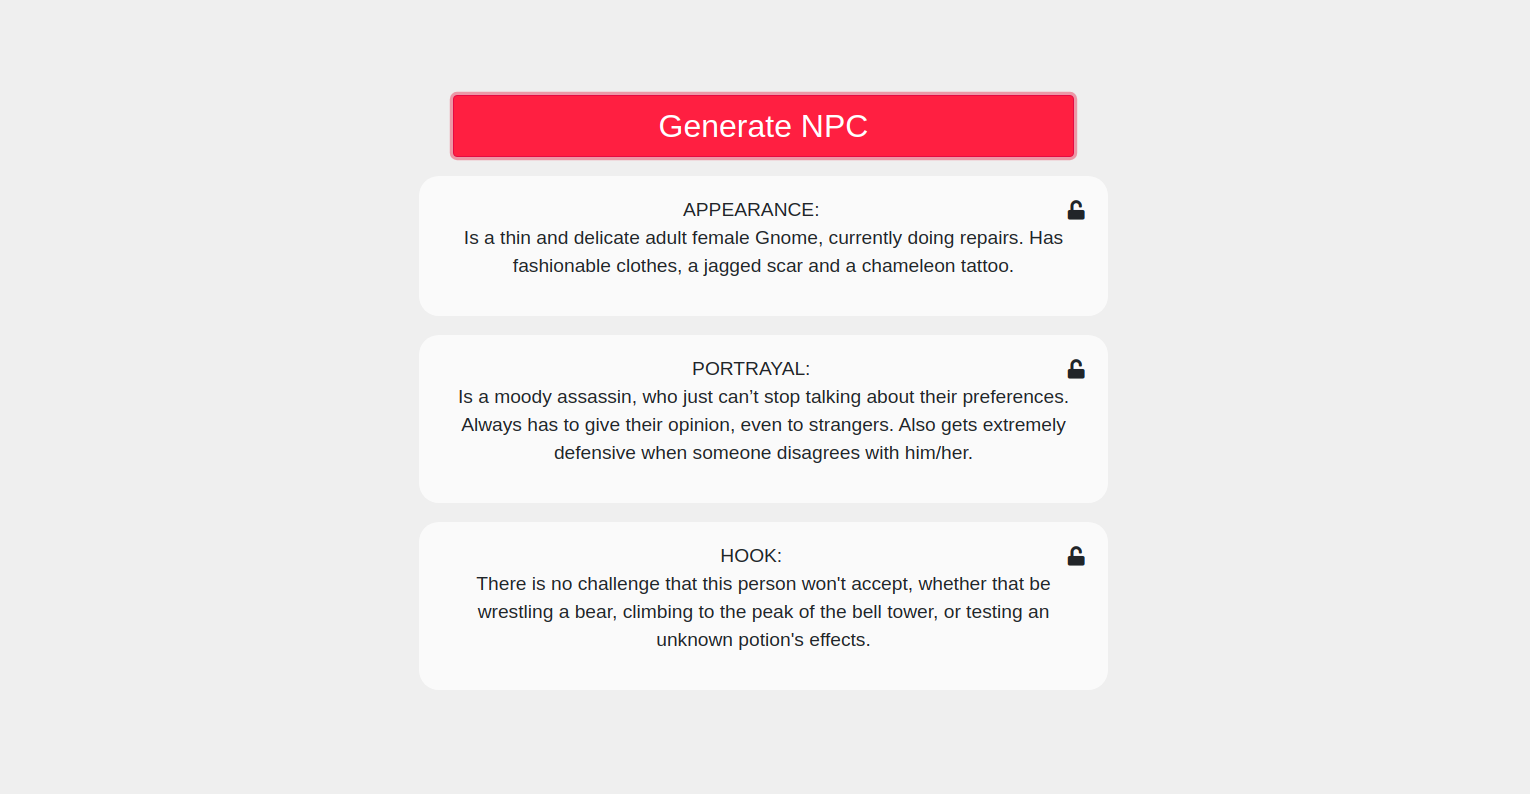 Generate NPC
APPEARANCE:
Is a thin and delicate adult female Gnome, currently doing repairs. Has
fashionable clothes, a jagged scar and a chameleon tattoo.
PORTRAYAL:
Is a moody assassin, who just can’t stop talking about their preferences.
Always has to give their opinion, even to strangers. Also gets extremely
defensive when someone disagrees with him/her.
HOOK:
There is no challenge that this person won't accept, whether that be
wrestling a bear, climbing to the peak of the bell tower, or testing an
unknown potion's effects.